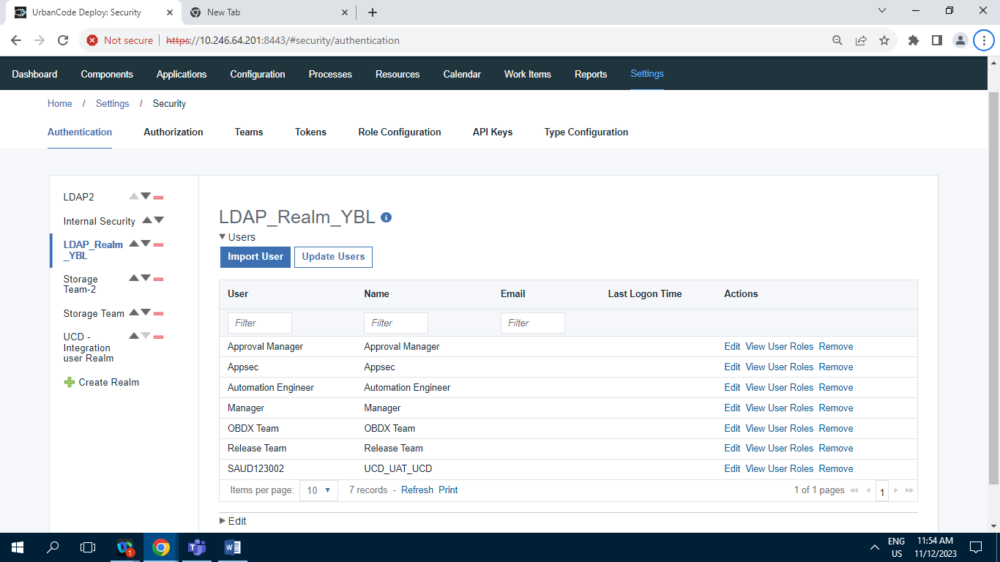 UrbanCode Deploy: Security
New Tab
Not secure
https://10.246.64.201:8443/#security/authentication
Dashboard Components Applications Configuration Processes Resources Calendar Work Items Reports Settings
Home / Settings / Security
Authentication Authorization Teams Tokens Role Configuration API Keys Type Configuration
LDAP2
Internal Security
LDAP_Realm
_YBL
Storage
Team-2
Storage Team
UCD -
Integration
user Realm
Create Realm
LDAP_Realm_YBL
Users
Import User Update Users
User Name Email Last Logon Time Actions
Filter Filter Filter
Approval Manager Approval Manager Edit View User Roles Remove
Appsec Appsec Edit View User Roles Remove
Automation Engineer Automation Engineer Edit View User Roles Remove
Manager Manager Edit View User Roles Remove
OBDX Team OBDX Team Edit View User Roles Remove
Release Team Release Team Edit View User Roles Remove
SAUD123002 UCD_UAT_UCD Edit View User Roles Remove
Items per page: 10 7 records - Refresh Print 1 of 1 pages 1
Edit
1
ENG
US
11:54 AM
11/12/2023